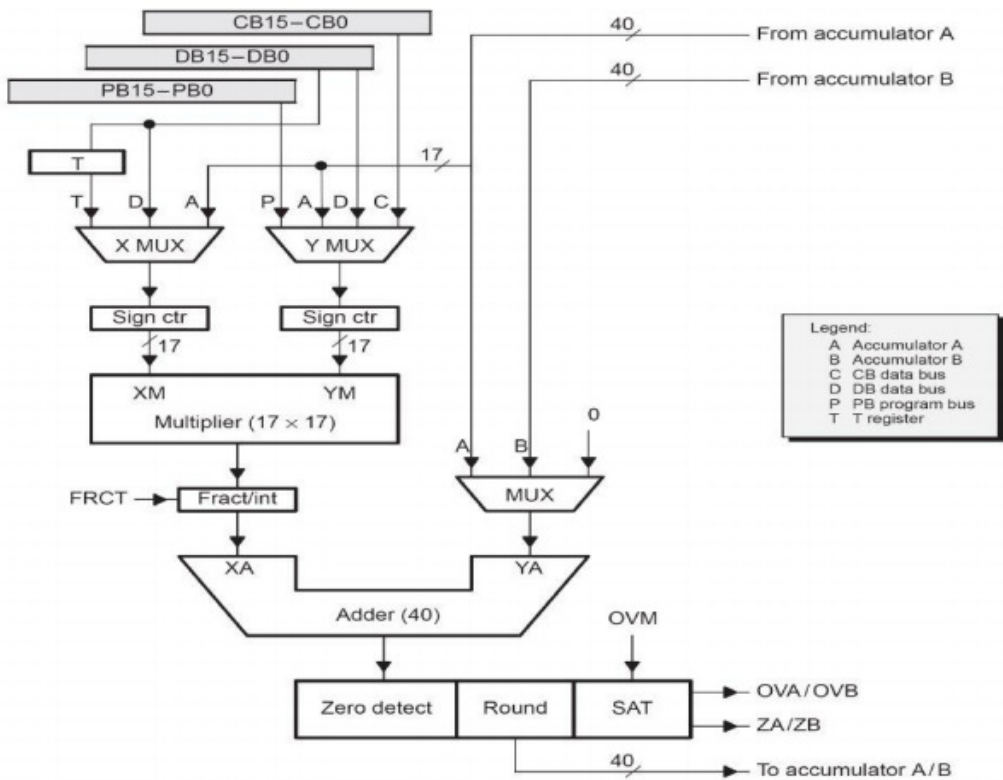 CB15–CB0
DB15–DB0
PB15–PB0
40
From accumulator A
40
From accumulator B
17
T
T
D
A
P
A
D
C
X MUX
Y MUX
Sign ctr
Sign ctr
17
17
XM
YM
Multiplier (17 × 17)
Legend:
A Accumulator A
B Accumulator B
C CB data bus
D DB data bus
P PB program bus
T T register
0
A
B
FRCT
Fract/int
MUX
XA
YA
Adder (40)
OVM
Zero detect
Round
SAT
OVA/OVB
ZA/ZB
40
To accumulator A/B